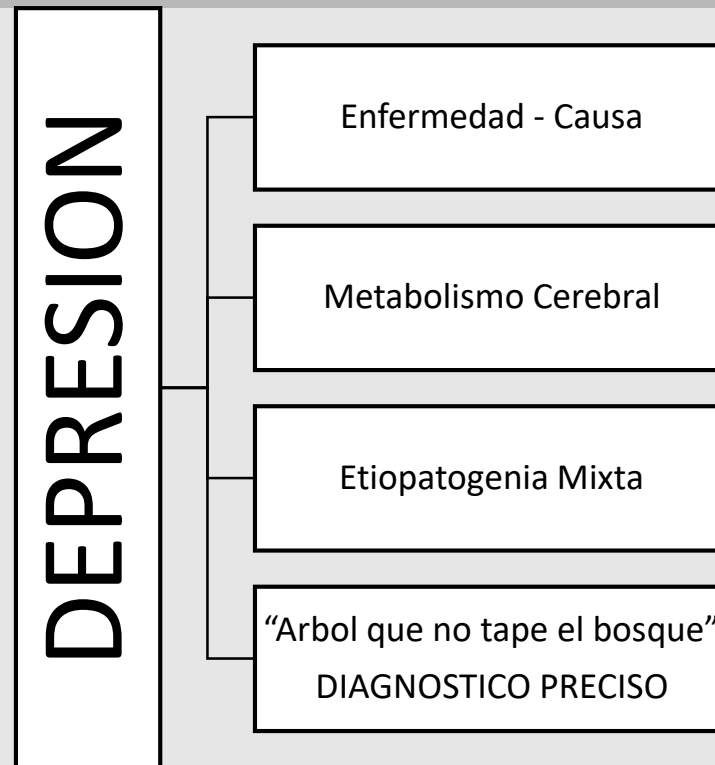 DEPRESION
Enfermedad - Causa
Metabolismo Cerebral
Etiopatogenia Mixta
“Arbol que no tape el bosque”
DIAGNOSTICO PRECISO